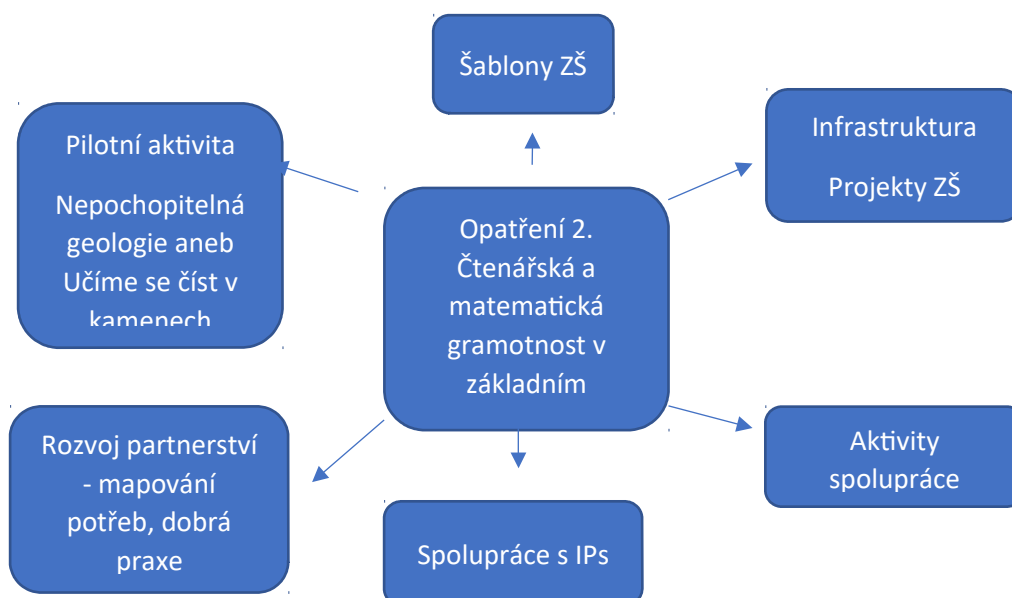 Šablony ZŠ
Pilotní aktivita
Nepochopitelná
geologie aneb
Učíme se číst v
kamenech
Infrastruktura
Projekty ZŠ
Opatření 2.
Čtenářská a
matematická
gramotnost v
základním
Rozvoj partnerství
- mapování
potřeb, dobrá
praxe
Spolupráce s IPs
Aktivity
spolupráce